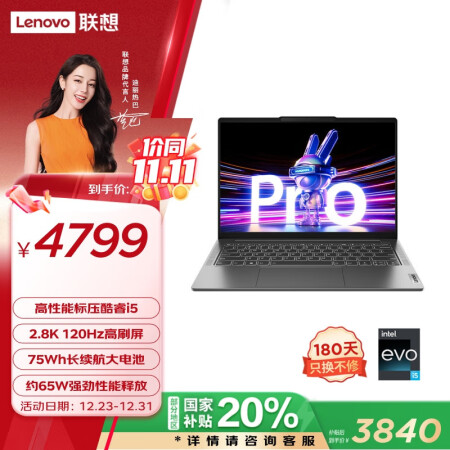 Lenovo 联想
联想品牌代言人
迪丽热巴
价同
11.11
到手价:
¥4799
高性能标压酷睿i5
2.8K 120Hz高刷屏
75Wh长续航大电池
约65W强劲性能释放
活动日期：12.23-12.31
Pro
180天
只换不修
intel
evo
i5
部分地区
国家补贴
20%
*详情请咨询客服
到手价¥
3840